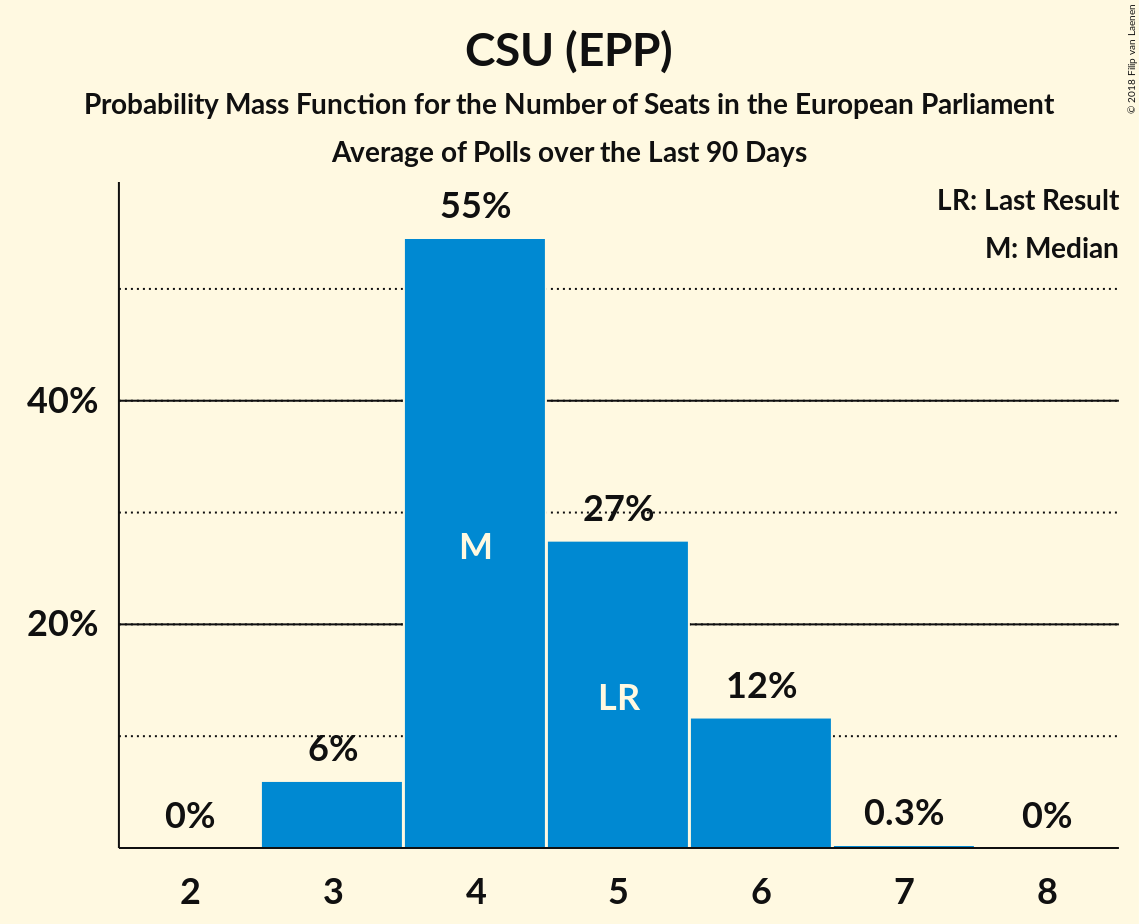 CSU (EPP)
Probability Mass Function for the Number of Seats in the European Parliament
Average of Polls over the Last 90 Days
© 2018 Filip van Laenen
LR: Last Result
M: Median
55%
40%
27%
M
20%
LR
12%
6%
0%
0.3%
0%
2 3 4 5 6 7 8